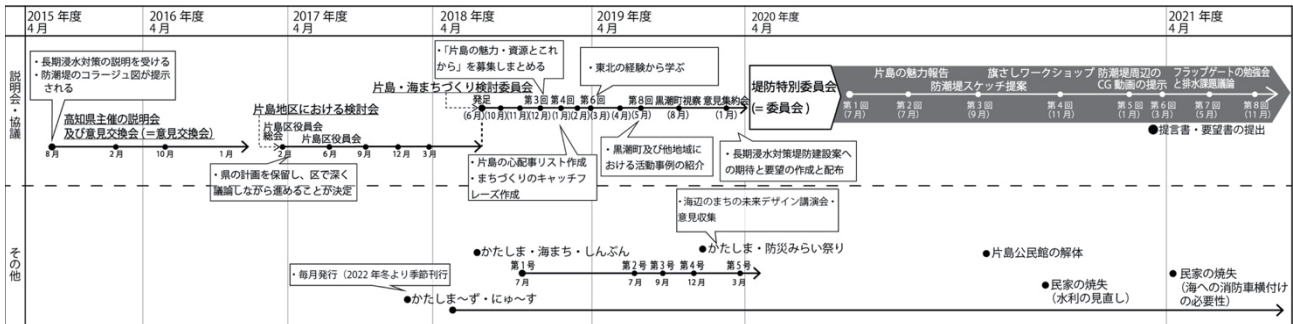 2015年度
4月
2016年度
4月
2017年度
4月
2018年度
4月
2019年度
4月
2020年度
4月
2021年度
4月
説明会・協議
・長期浸水対策の説明を受ける
・防潮堤のコラージュ図が提示
される
高知県主催の説明会
及び意見交換会(=意見交換会)
8月
2月
10月
1月
片島地区における検討会
片島区役員会
総会
片島区役員会
2月
6月
9月
12月
3月
・県の計画を保留し、区で深く
議論しながら進めることが決定
・「片島の魅力・資源とこれ
から」を募集しまとめる
片島・海まちづくり検討委員会
発足
第3回
第4回
第6回
第8回
黒潮町視察
意見集約会
(6月)
(10月)
(11月)
(12月)
(1月)
(2月)
(3月)
(4月)
(5月)
(8月)
(1月)
・東北の経験から学ぶ
・片島の心配事リスト作成
・まちづくりのキャッチフ
レーズ作成
・黒潮町及び他地域に
おける活動事例の紹介
・長期浸水対策堤防建設案へ
の期待と要望の作成と配布
堤防特別委員会
(=委員会)
片島の魅力報告
防潮堤スケッチ提案
旗さしワークショップ
防潮堤周辺の
CG動画の提示
フラップゲートの勉強会
と排水課題議論
第1回
(7月)
第2回
(7月)
第3回
(9月)
第4回
(11月)
第5回
(1月)
第6回
(3月)
第7回
(5月)
第8回
(11月)
●提言書・要望書の提出
その他
・海辺のまちの未来デザイン講演会・
意見収集
●かたしま・海まち・しんぶん
第1号
7月
第2号
7月
第3号
9月
第4号
12月
第5号
3月
●かたしま・防災みらい祭り
・毎月発行(2022年冬より季節刊行
●かたしま〜ず・にゅ〜す
●片島公民館の解体
●民家の焼失
(水利の見直し)
●民家の焼失
(海への消防車横付け
の必要性)